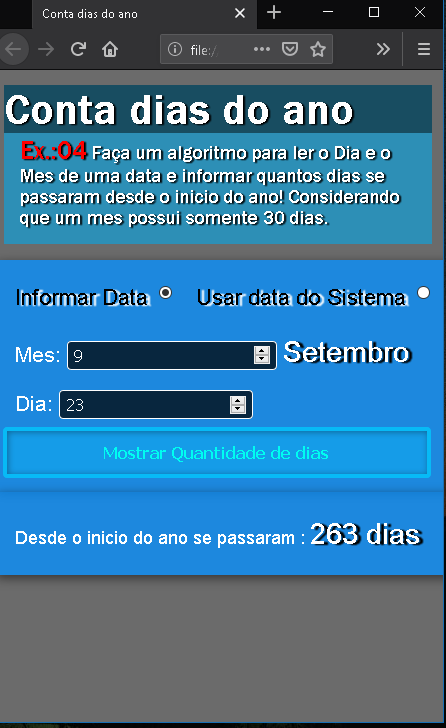 Conta dias do ano
file:/
Conta dias do ano
Ex.:04 Faça um algoritmo para ler o Dia e o
Mes de uma data e informar quantos dias se
passaram desde o inicio do ano! Considerando
que um mes possui somente 30 dias.
Informar Data Usar data do Sistema
Mes: 9 Setembro
Dia: 23
Mostrar Quantidade de dias
Desde o inicio do ano se passaram : 263 dias